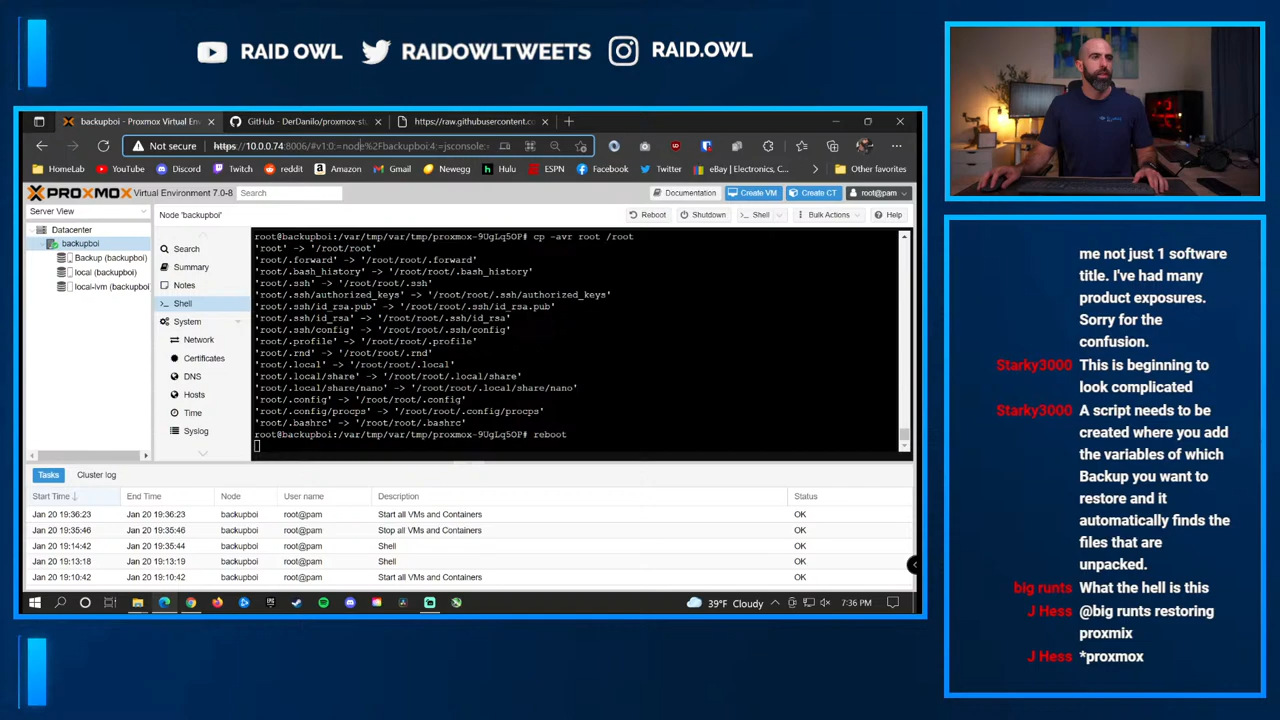 RAID OWL
RAIDOWLTWEETS
RAID.OWL
backupboi - Proxmox Virtual En
GitHub - DerDanilo/proxmox-st
https://raw.githubusercontent.co
Not secure
https://10.0.0.74:8006/#v1:0:=node%2Fbackupboi:4:=jsconsole:
HomeLab
YouTube
Discord
Twitch
reddit
Amazon
Gmail
Newegg
Hulu
ESPN
Facebook
Twitter
eBay | Electronics,
Other favorites
PROXMOX Virtual Environment 7.0-8
Search
Documentation
Create VM
Create CT
root@pam
Server View
Node 'backupboi'
Reboot
Shutdown
Shell
Bulk Actions
Help
Datacenter
backupboi
Backup (backupboi)
local (backupboi)
local-lvm (backupboi
Search
Summary
Notes
Shell
System
Network
Certificates
DNS
Hosts
Time
Syslog
root@backupboi:/var/tmp/var/tmp/proxmox-9UgLq5OP# cp -avr root /root
'root' -> '/root/root'
'root/.forward' -> '/root/root/.forward'
'root/.bash_history' -> '/root/root/.bash_history'
'root/.ssh' -> '/root/root/.ssh'
'root/.ssh/authorized_keys' -> '/root/root/.ssh/authorized_keys'
'root/.ssh/id_rsa.pub' -> '/root/root/.ssh/id_rsa.pub'
'root/.ssh/id_rsa' -> '/root/root/.ssh/id_rsa'
'root/.ssh/config' -> '/root/root/.ssh/config'
'root/.profile' -> '/root/root/.profile'
'root/.rnd' -> '/root/root/.rnd'
'root/.local' -> '/root/root/.local'
'root/.local/share' -> '/root/root/.local/share'
'root/.local/share/nano' -> '/root/root/.local/share/nano'
'root/.config' -> '/root/root/.config'
'root/.config/procps' -> '/root/root/.config/procps'
'root/.bashrc' -> '/root/root/.bashrc'
root@backupboi:/var/tmp/var/tmp/proxmox-9UgLq5OP# reboot
Tasks
Cluster log
Start Time
End Time
Node
User name
Description
Status
Jan 20 19:36:23
Jan 20 19:36:23
backupboi
root@pam
Start all VMs and Containers
OK
Jan 20 19:35:46
Jan 20 19:35:46
backupboi
root@pam
Stop all VMs and Containers
OK
Jan 20 19:14:42
Jan 20 19:35:44
backupboi
root@pam
Shell
OK
Jan 20 19:13:18
Jan 20 19:13:19
backupboi
root@pam
Shell
OK
Jan 20 19:10:42
Jan 20 19:10:42
backupboi
root@pam
Start all VMs and Containers
OK
39°F Cloudy
7:36 PM
me not just 1 software
title. I've had many
product exposures.
Sorry for the
confusion.
Starky3000 This is beginning to
look complicated
Starky3000 A script needs to be
created where you add
the variables of which
Backup you want to
restore and it
automatically finds the
files that are
unpacked.
big runts What the hell is this
J Hess @big runts restoring
proxmix
J Hess *proxmox